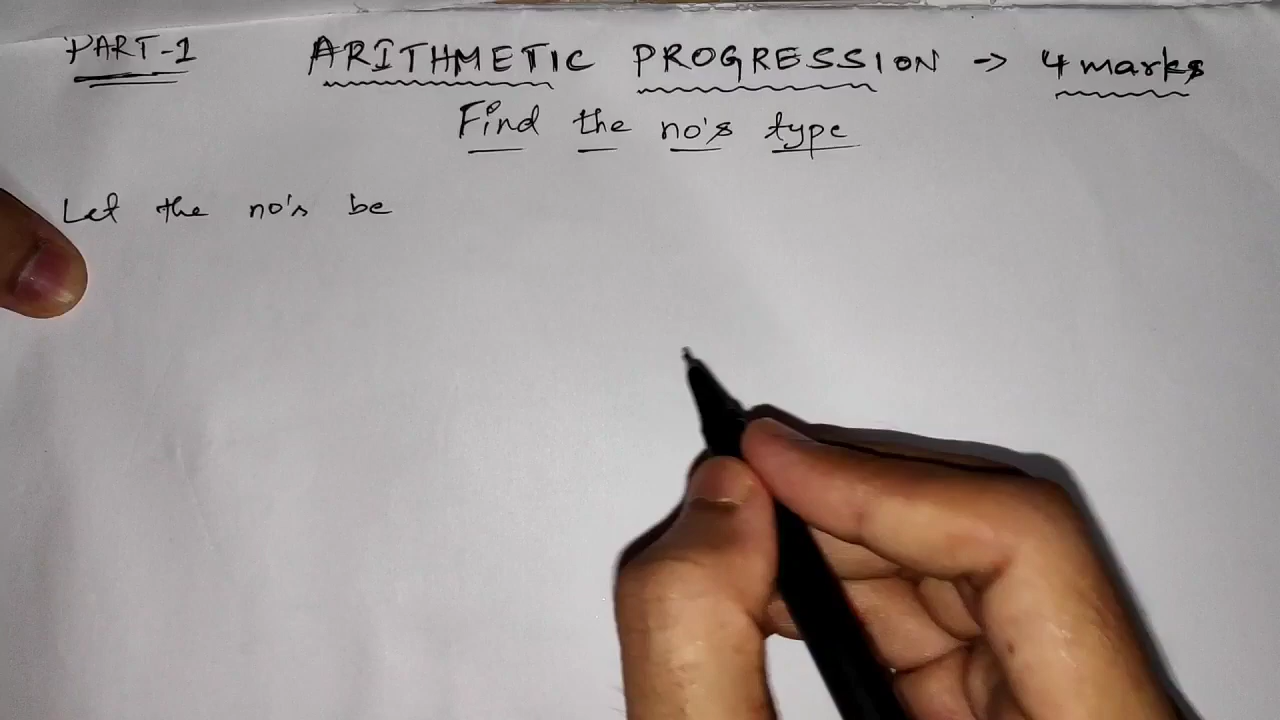 PART-1 ARITHMETIC PROGRESSION → 4 marks
Find the no's type
Let the no's be